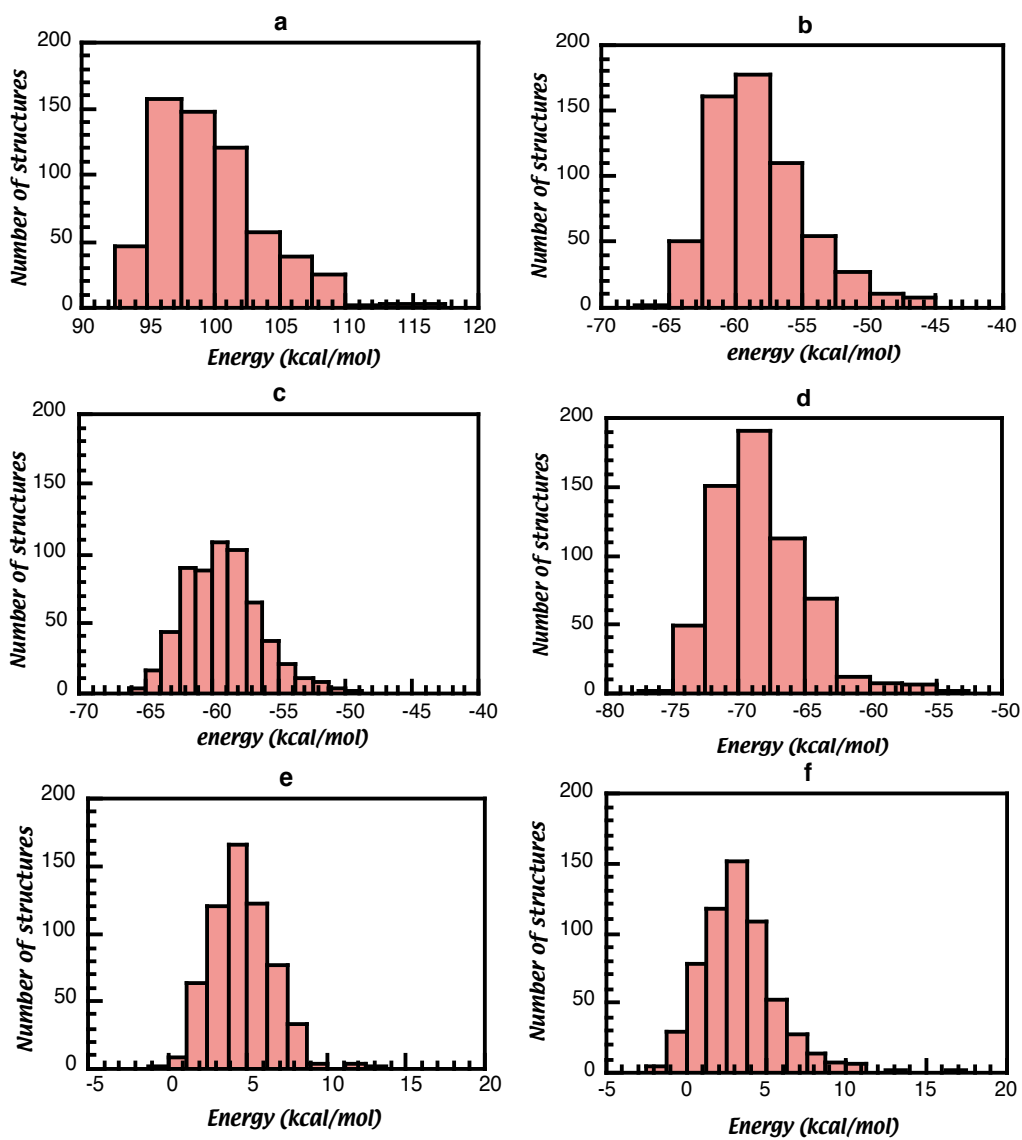 a
200
150
100
50
0
90 95 100 105 110 115 120
Number of structures
Energy (kcal/mol)
b
200
150
100
50
0
-70 -65 -60 -55 -50 -45 -40
Number of structures
energy (kcal/mol)
c
200
150
100
50
0
-70 -65 -60 -55 -50 -45 -40
Number of structures
energy (kcal/mol)
d
200
150
100
50
0
-80 -75 -70 -65 -60 -55 -50
Number of structures
Energy (kcal/mol)
e
200
150
100
50
0
-5 0 5 10 15 20
Number of structures
Energy (kcal/mol)
f
200
150
100
50
0
-5 0 5 10 15 20
Number of structures
Energy (kcal/mol)